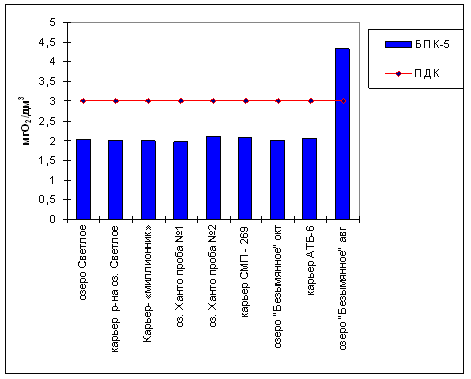 5
4,5
4
3,5
3
2,5
2
1,5
1
0,5
0
мгО2/дм3
БПК-5
ПДК
озеро Светлое
карьер р-на оз. Светлое
Карьер- «миллионник»
оз. Ханто проба №1
оз. Ханто проба №2
карьер СМП - 269
озеро "Безымянное" окт
карьер АТБ-6
озеро "Безымянное" авг